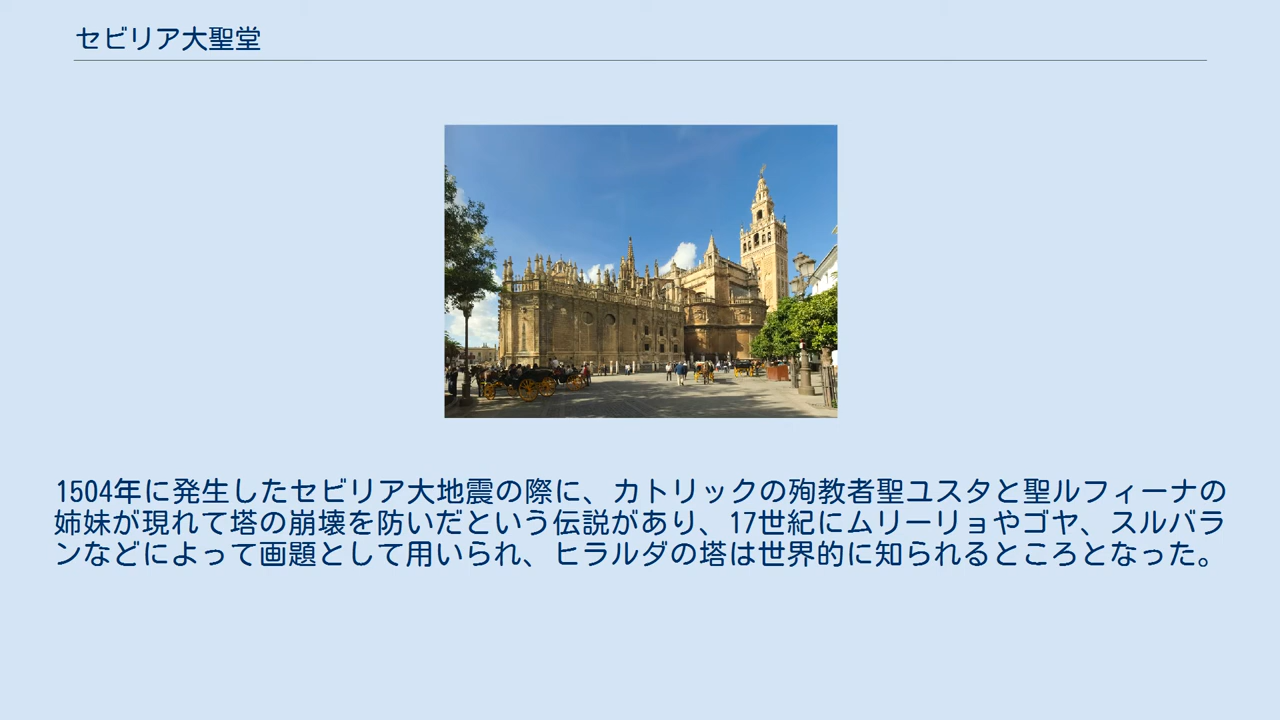 セビリア大聖堂
1504年に発生したセビリア大地震の際に、カトリックの殉教者聖ユスタと聖ルフィーナの
姉妹が現れて塔の崩壊を防いだという伝説があり、17世紀にムリーリョやゴヤ、スルバラ
ンなどによって画題として用いられ、ヒラルダの塔は世界的に知られるところとなった。